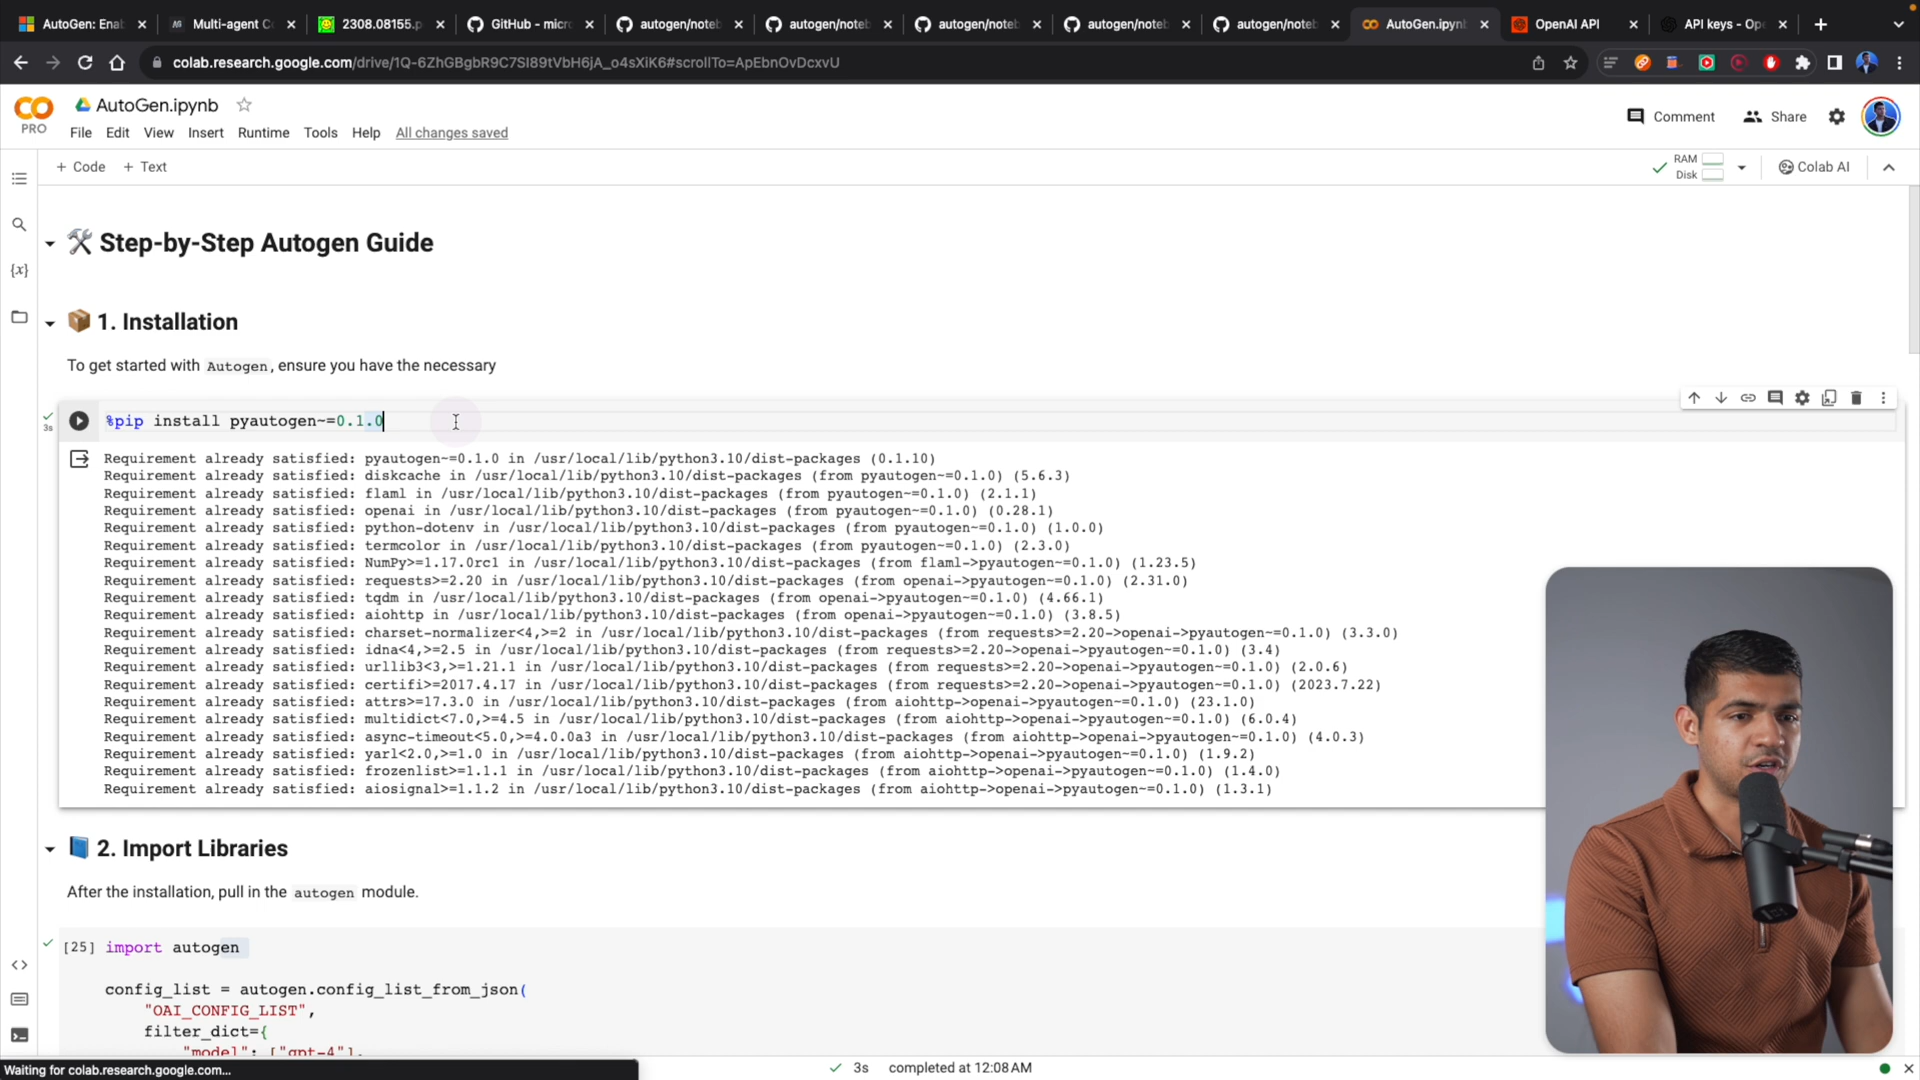 AutoGen: Enab
Multi-agent C
2308.08155.p
GitHub - micr
autogen/noteb
autogen/noteb
autogen/noteb
autogen/noteb
autogen/noteb
AutoGen.ipynb
OpenAI API
API keys - Ope
colab.research.google.com/drive/1Q-6ZhGBgbR9C7SI89tVbH6jA_o4sXiK6#scrollTo=ApEbnOvDcxvU
CO
PRO
AutoGen.ipynb
File Edit View Insert Runtime Tools Help All changes saved
Comment
Share
+ Code + Text
RAM
Disk
Colab AI
{x}
Step-by-Step Autogen Guide
1. Installation
To get started with Autogen, ensure you have the necessary
3s
%pip install pyautogen~=0.1.0
Requirement already satisfied: pyautogen~=0.1.0 in /usr/local/lib/python3.10/dist-packages (0.1.10)
Requirement already satisfied: diskcache in /usr/local/lib/python3.10/dist-packages (from pyautogen~=0.1.0) (5.6.3)
Requirement already satisfied: flaml in /usr/local/lib/python3.10/dist-packages (from pyautogen~=0.1.0) (2.1.1)
Requirement already satisfied: openai in /usr/local/lib/python3.10/dist-packages (from pyautogen~=0.1.0) (0.28.1)
Requirement already satisfied: python-dotenv in /usr/local/lib/python3.10/dist-packages (from pyautogen~=0.1.0) (1.0.0)
Requirement already satisfied: termcolor in /usr/local/lib/python3.10/dist-packages (from pyautogen~=0.1.0) (2.3.0)
Requirement already satisfied: NumPy>=1.17.0rc1 in /usr/local/lib/python3.10/dist-packages (from flaml->pyautogen~=0.1.0) (1.23.5)
Requirement already satisfied: requests>=2.20 in /usr/local/lib/python3.10/dist-packages (from openai->pyautogen~=0.1.0) (2.31.0)
Requirement already satisfied: tqdm in /usr/local/lib/python3.10/dist-packages (from openai->pyautogen~=0.1.0) (4.66.1)
Requirement already satisfied: aiohttp in /usr/local/lib/python3.10/dist-packages (from openai->pyautogen~=0.1.0) (3.8.5)
Requirement already satisfied: charset-normalizer<4,>=2 in /usr/local/lib/python3.10/dist-packages (from requests>=2.20->openai->pyautogen~=0.1.0) (3.3.0)
Requirement already satisfied: idna<4,>=2.5 in /usr/local/lib/python3.10/dist-packages (from requests>=2.20->openai->pyautogen~=0.1.0) (3.4)
Requirement already satisfied: urllib3<3,>=1.21.1 in /usr/local/lib/python3.10/dist-packages (from requests>=2.20->openai->pyautogen~=0.1.0) (2.0.6)
Requirement already satisfied: certifi>=2017.4.17 in /usr/local/lib/python3.10/dist-packages (from requests>=2.20->openai->pyautogen~=0.1.0) (2023.7.22)
Requirement already satisfied: attrs>=17.3.0 in /usr/local/lib/python3.10/dist-packages (from aiohttp->openai->pyautogen~=0.1.0) (23.1.0)
Requirement already satisfied: multidict<7.0,>=4.5 in /usr/local/lib/python3.10/dist-packages (from aiohttp->openai->pyautogen~=0.1.0) (6.0.4)
Requirement already satisfied: async-timeout<5.0,>=4.0.0a3 in /usr/local/lib/python3.10/dist-packages (from aiohttp->openai->pyautogen~=0.1.0) (4.0.3)
Requirement already satisfied: yarl<2.0,>=1.0 in /usr/local/lib/python3.10/dist-packages (from aiohttp->openai->pyautogen~=0.1.0) (1.9.2)
Requirement already satisfied: frozenlist>=1.1.1 in /usr/local/lib/python3.10/dist-packages (from aiohttp->openai->pyautogen~=0.1.0) (1.4.0)
Requirement already satisfied: aiosignal>=1.1.2 in /usr/local/lib/python3.10/dist-packages (from aiohttp->openai->pyautogen~=0.1.0) (1.3.1)
2. Import Libraries
After the installation, pull in the autogen module.
[25] import autogen
config_list = autogen.config_list_from_json(
"OAI_CONFIG_LIST",
filter_dict={
"model": ["gpt-4"],
Waiting for colab.research.google.com...
3s completed at 12:08 AM